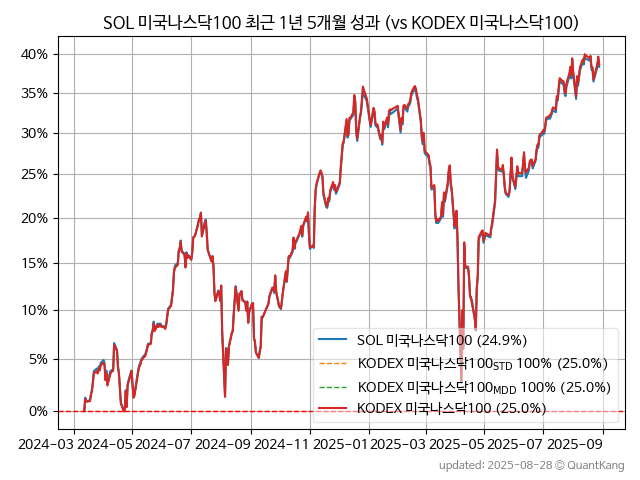 SOL 미국나스닥100 최근 1년 5개월 성과 (vs KODEX 미국나스닥100)
40%
35%
30%
25%
20%
15%
10%
5%
0%
SOL 미국나스닥100 (24.9%)
KODEX 미국나스닥100STD 100% (25.0%)
KODEX 미국나스닥100MDD 100% (25.0%)
KODEX 미국나스닥100 (25.0%)
2024-03 2024-05 2024-07 2024-09 2024-11 2025-01 2025-03 2025-05 2025-07 2025-09
updated: 2025-08-28 © QuantKang